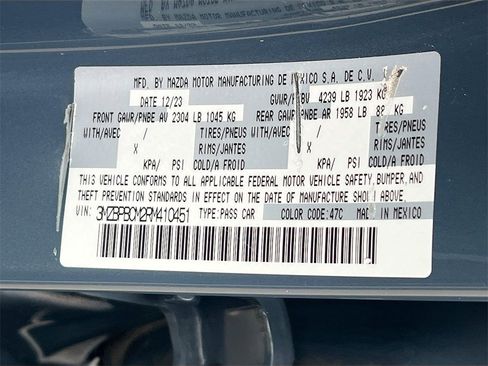 MFD. BY MAZDA MOTOR MANUFACTURING DE MEXICO S.A. DE C.V.
DATE 12/23 GVWR/PNBV 4239 LB 1923 KG
FRONT GAWR/PNBE AV 2304 LB 1045 KG REAR GAWR/PNBE AR 1958 LB KG
WITH/AVEC / TIRES/PNEUS WITH/AVEC / TIRES/PNEUS
X RIMS/JANTES X RIMS/JANTES
KPA/ PSI COLD/A FROID KPA/ PSI COLD/A FROID
THIS VEHICLE CONFORMS TO ALL APPLICABLE FEDERAL MOTOR VEHICLE SAFETY, BUMPER, AND
THEFT PREVENTION STANDARDS IN EFFECT ON THE DATE OF MANUFACTURE SHOWN ABOVE.
VIN: 3MZBPBCM2RM410451 TYPE:PASS CAR COLOR CODE:47C MADE IN MEXICO